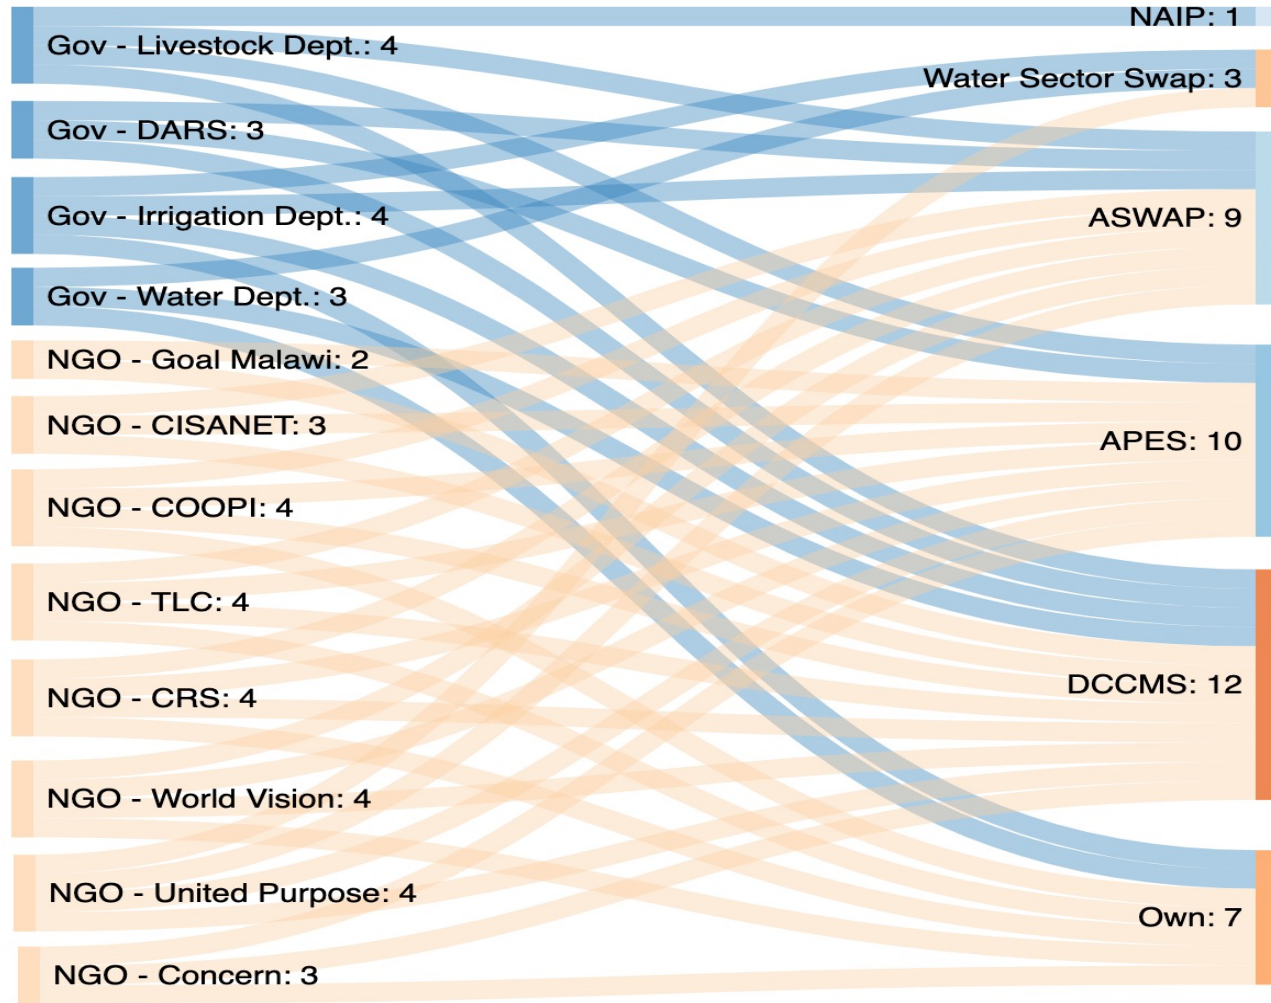 Gov - Livestock Dept.: 4
Gov - DARS: 3
Gov - Irrigation Dept.: 4
Gov - Water Dept.: 3
NGO - Goal Malawi: 2
NGO - CISANET: 3
NGO - COOPI: 4
NGO - TLC: 4
NGO - CRS: 4
NGO - World Vision: 4
NGO - United Purpose: 4
NGO - Concern: 3
NAIP: 1
Water Sector Swap: 3
ASWAP: 9
APES: 10
DCCMS: 12
Own: 7